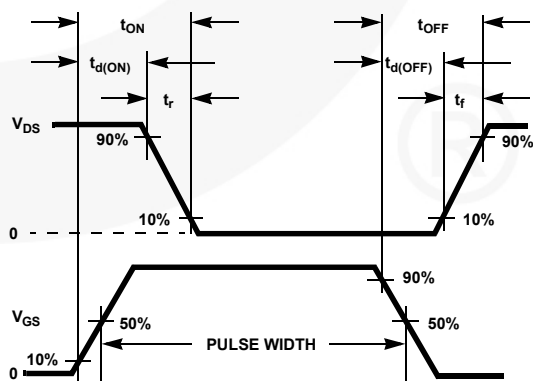 tON tOFF
td(ON) td(OFF)
tr tf
VDS
90% 90%
10% 10%
0
90%
VGS
50% PULSE WIDTH 50%
10%
0
®